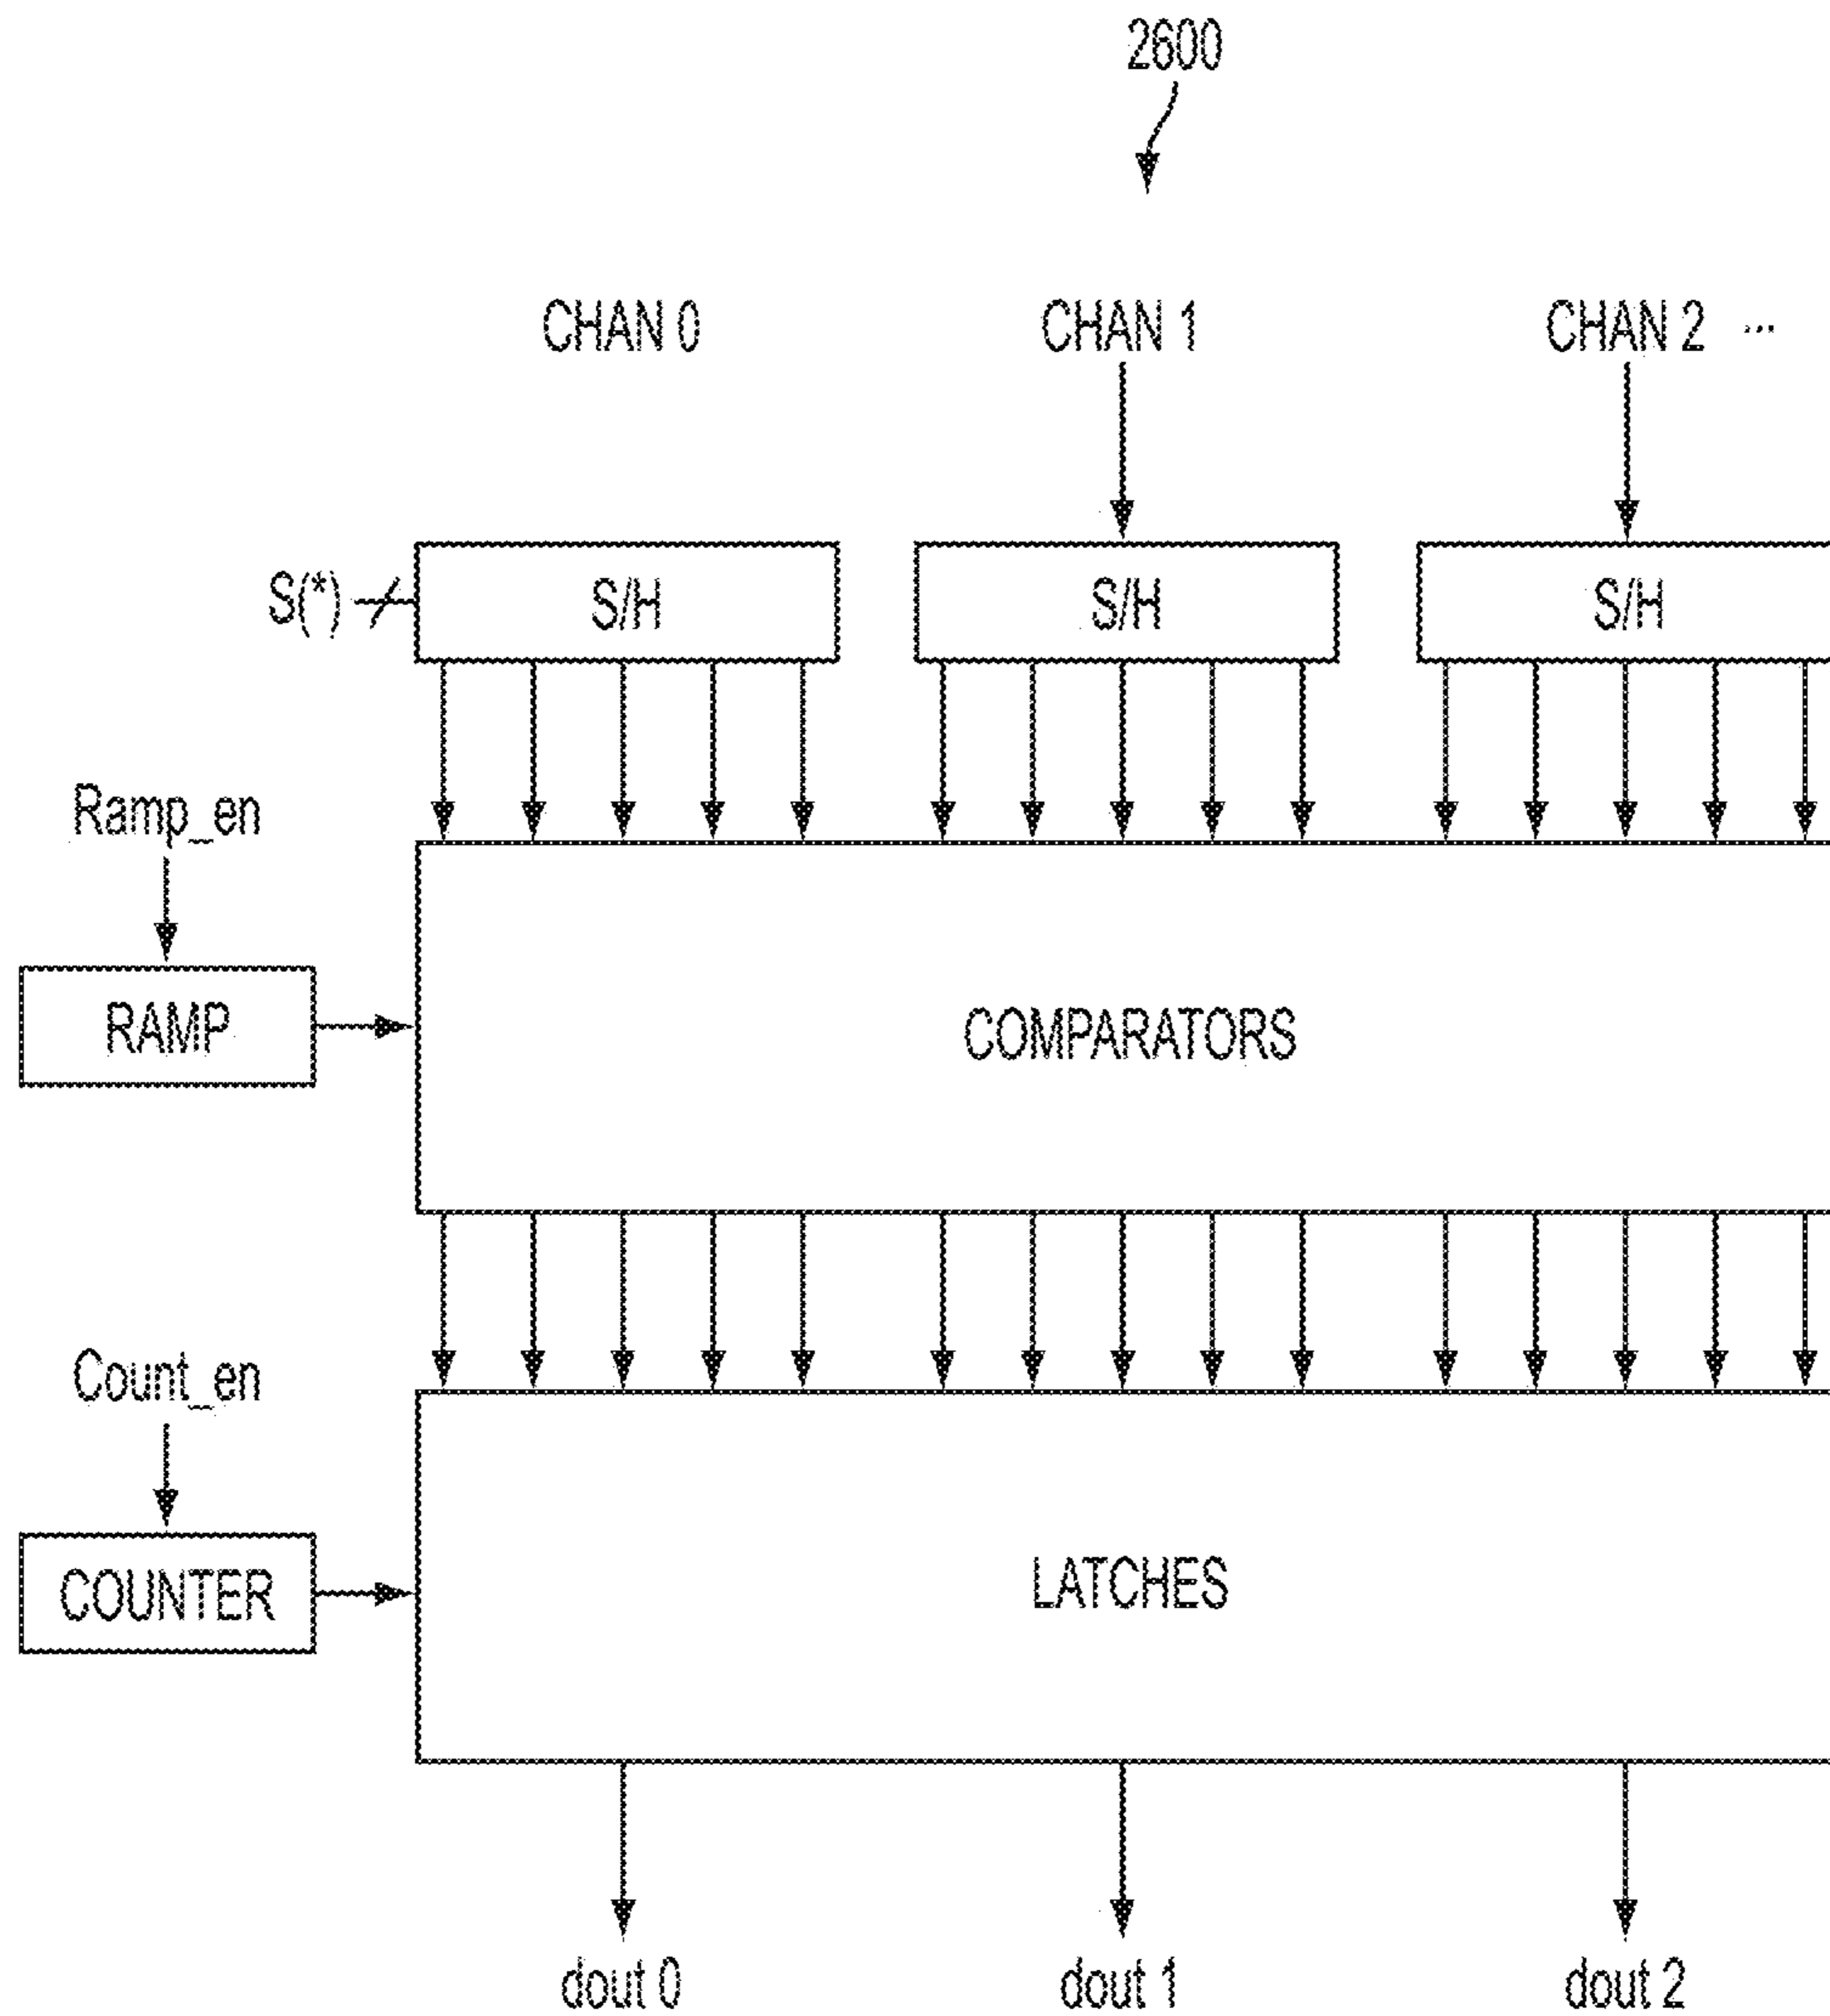 2600
CHAN 0 CHAN 1 CHAN 2 ...
S(*) S/H S/H S/H
Ramp_en
RAMP COMPARATORS
Count_en
COUNTER LATCHES
dout 0 dout 1 dout 2